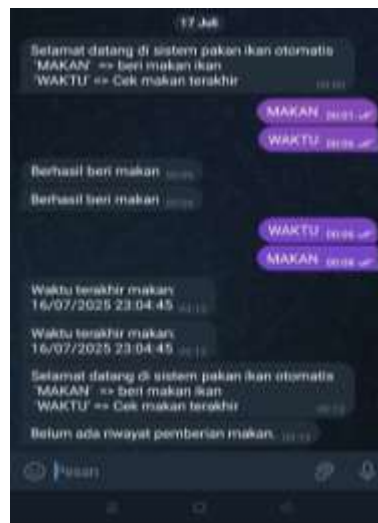 17 Juli
Selamat datang di sistem pakan ikan otomatis
'MAKAN' => beri makan ikan
'WAKTU' => Cek makan terakhir
MAKAN
WAKTU
Berhasil beri makan
Berhasil beri makan
WAKTU
MAKAN
Waktu terakhir makan:
16/07/2025 23:04:45
Waktu terakhir makan:
16/07/2025 23:04:45
Selamat datang di sistem pakan ikan otomatis
'MAKAN' => beri makan ikan
'WAKTU' => Cek makan terakhir
Belum ada riwayat pemberian makan.
Pesan